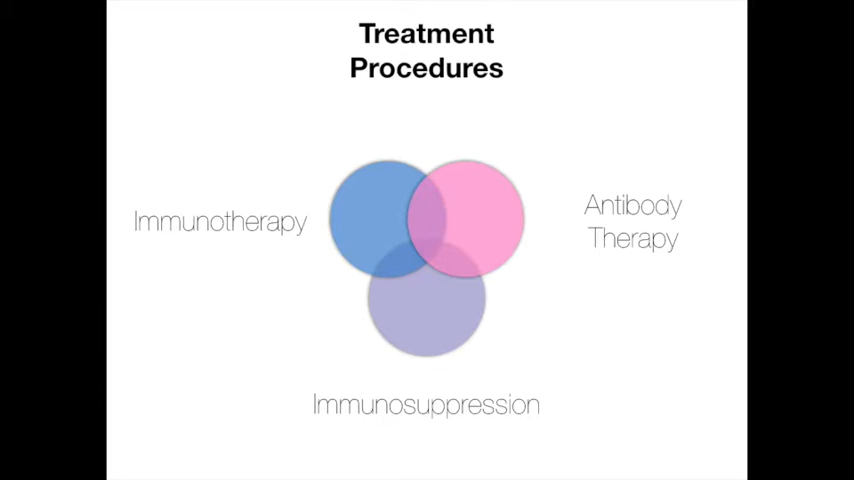 Treatment
Procedures
Immunotherapy
Antibody
Therapy
Immunosuppression